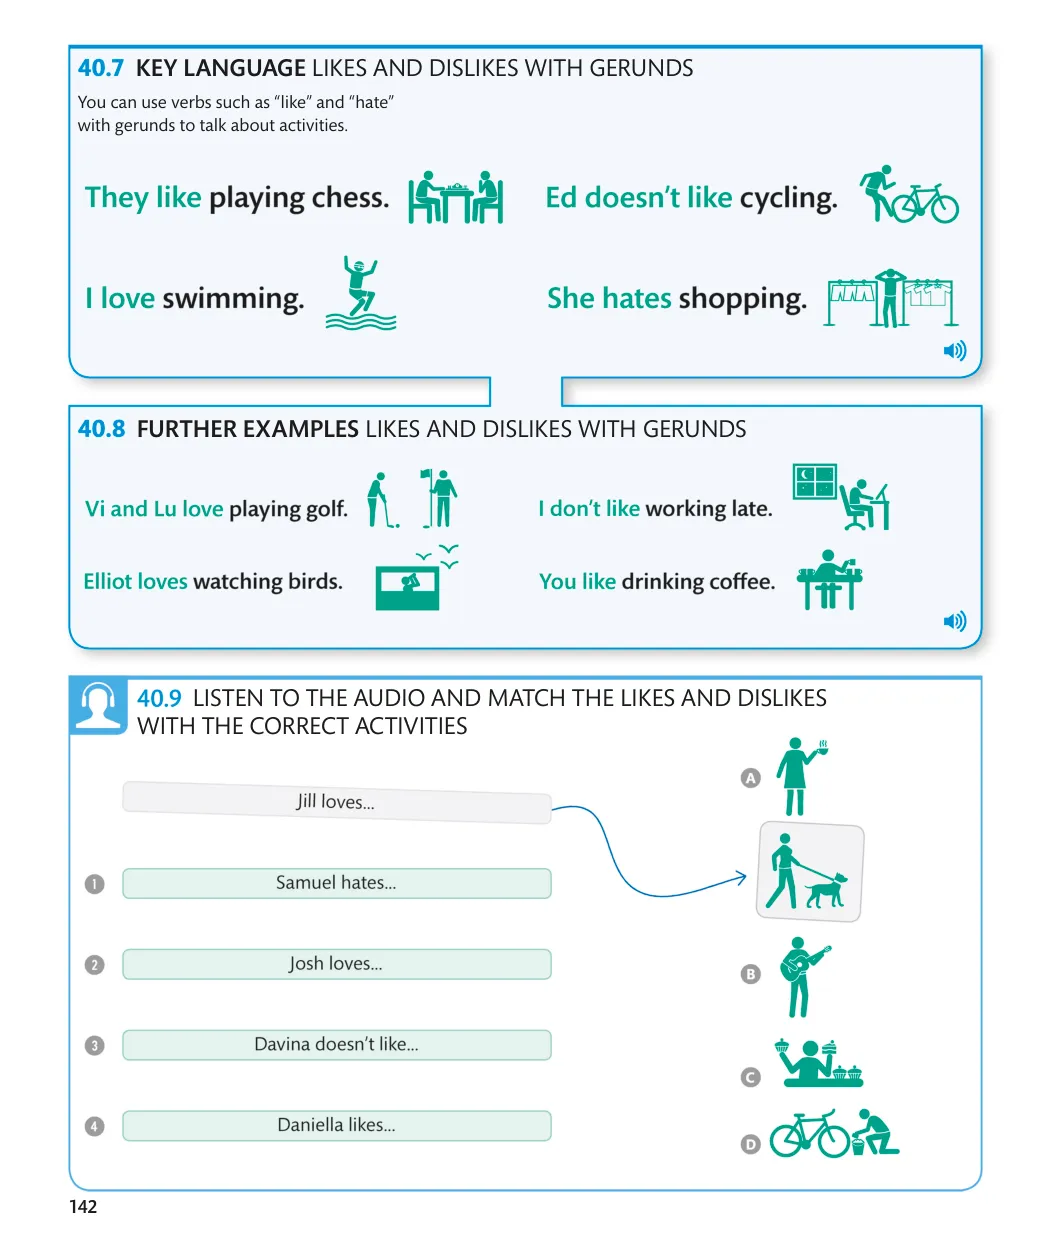 40.7 KEY LANGUAGE LIKES AND DISLIKES WITH GERUNDS
You can use verbs such as “like” and “hate”
with gerunds to talk about activities.
They like playing chess.
Ed doesn’t like cycling.
I love swimming.
She hates shopping.
40.8 FURTHER EXAMPLES LIKES AND DISLIKES WITH GERUNDS
Vi and Lu love playing golf.
I don’t like working late.
Elliot loves watching birds.
You like drinking coffee.
40.9 LISTEN TO THE AUDIO AND MATCH THE LIKES AND DISLIKES
WITH THE CORRECT ACTIVITIES
Jill loves...
A
1 Samuel hates...
2 Josh loves...
B
3 Davina doesn’t like...
C
4 Daniella likes...
D
142